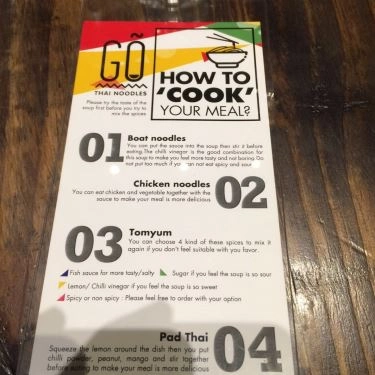 GÕ
THAI NOODLES
Please try the taste of the
soup first before you try to
mix the spices
HOW TO
'COOK'
YOUR MEAL?
01
Boat noodles
You can put the sauce into the soup then stir it before
eating.The chilli vinegar is the good combination for
this soup to make you feel more tasty and not boring.Do
not put too much if you can not eat spicy and sour
Chicken noodles
You can eat chicken and vegetable together with the
sauce to make your meal is more delicious
02
03
Tomyum
You can choose 4 kind of these spices to mix it
again if you don't feel suitable with you favor.
Fish sauce for more tasty/salty
Sugar if you feel the soup is so sour
Lemon/ Chilli vinegar if you feel the soup is so sweet
Spicy or non spicy : Please feel free to order with your option
Pad Thai
Squeeze the lemon around the dish then you put
chilli powder, peanut, mango and stir together
before eating to make your meal is more delicious
04